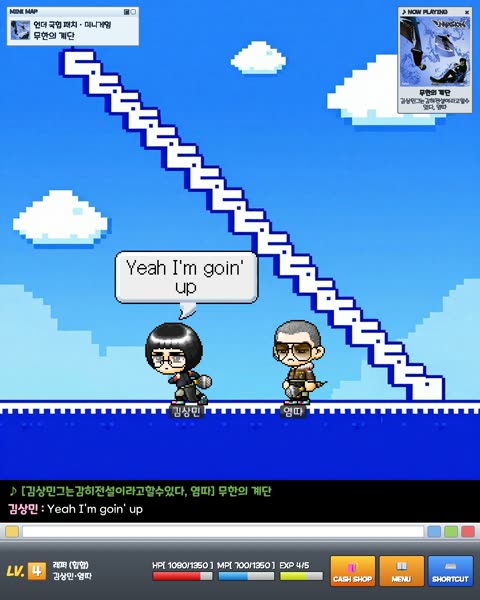 MINI MAP
언더 국힙 패치 · 미니게임
무한의 계단
♪ NOW PLAYING
무한의 계단
김상민그는감히전설이라고할수
있다, 염따
Yeah I'm goin'
up
김상민
염따
♪ [김상민그는감히전설이라고할수있다, 염따] 무한의 계단
김상민 : Yeah I'm goin' up
LV. 4
래퍼 (힙합)
김상민·염따
HP[ 1080/1350 ] MP[ 700/1350 ] EXP 4/5
CASH SHOP
MENU
SHORTCUT